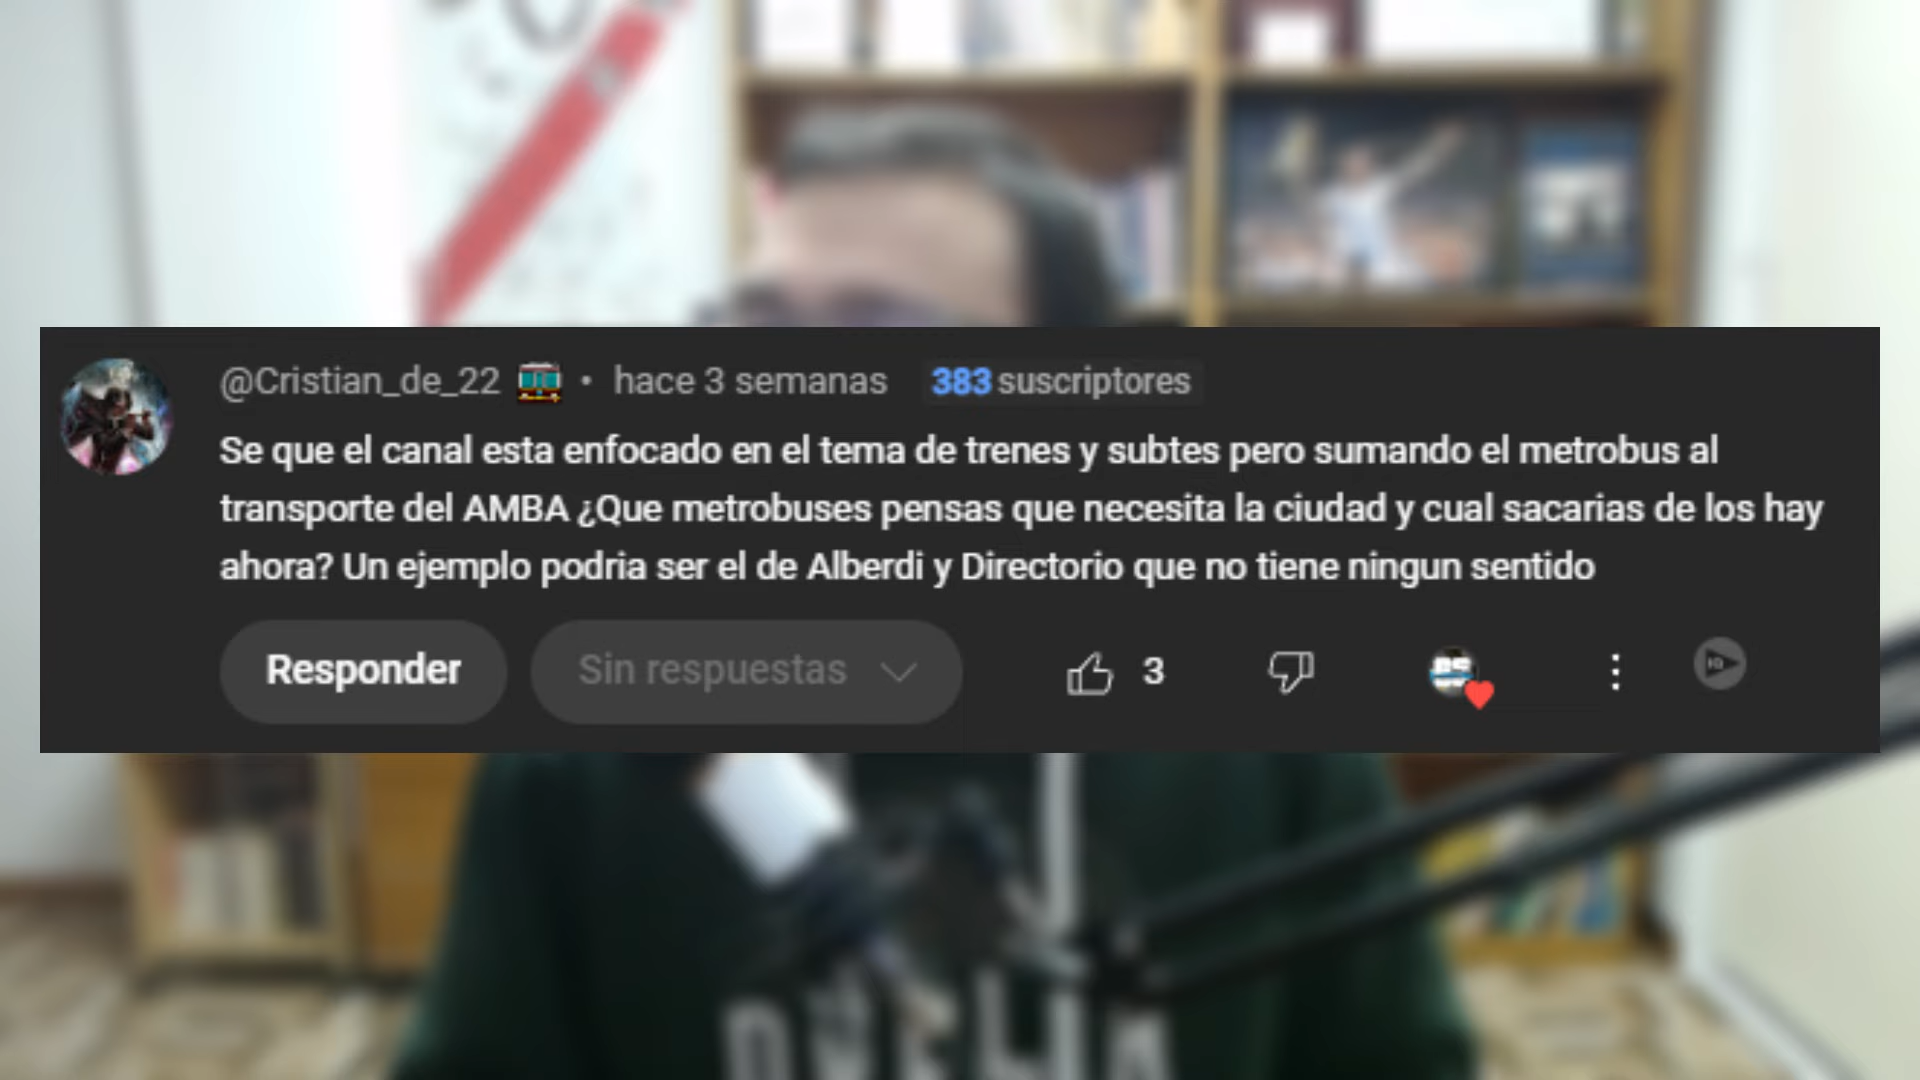 @Cristian_de_22 • hace 3 semanas 383 suscriptores
Se que el canal esta enfocado en el tema de trenes y subtes pero sumando el metrobus al
transporte del AMBA ¿Que metrobuses pensas que necesita la ciudad y cual sacarias de los hay
ahora? Un ejemplo podria ser el de Alberdi y Directorio que no tiene ningun sentido
Responder Sin respuestas 3